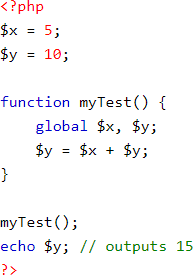 <?php
$x = 5;
$y = 10;

function myTest() {
    global $x, $y;
    $y = $x + $y;
}

myTest();
echo $y; // outputs 15
?>